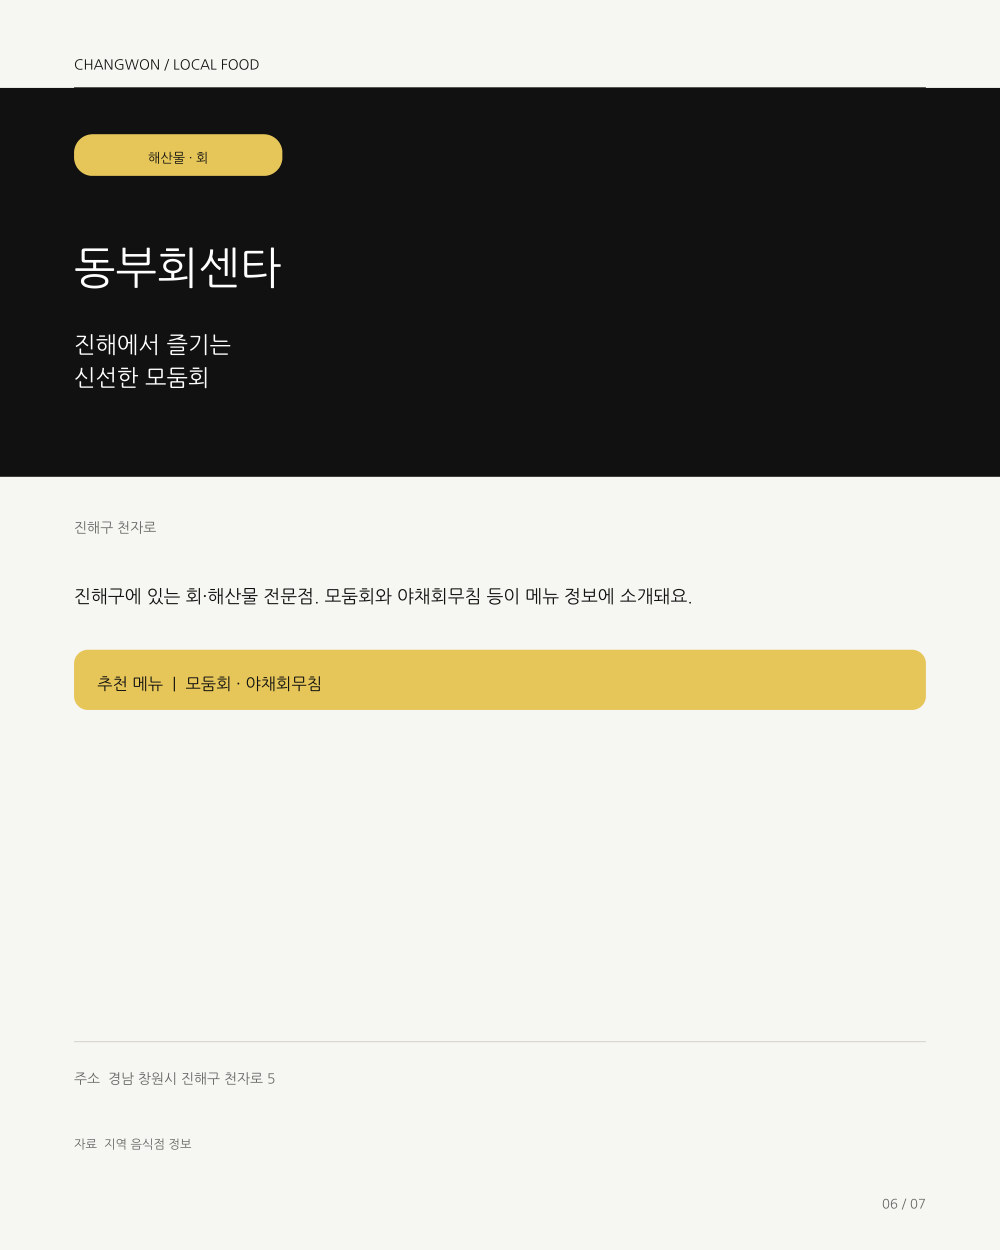 CHANGWON / LOCAL FOOD
해산물 · 회
동부회센타
진해에서 즐기는
신선한 모둠회
진해구 천자로
진해구에 있는 회·해산물 전문점. 모둠회와 야채회무침 등이 메뉴 정보에 소개돼요.
추천 메뉴 | 모둠회 · 야채회무침
주소 경남 창원시 진해구 천자로 5
자료 지역 음식점 정보
06 / 07